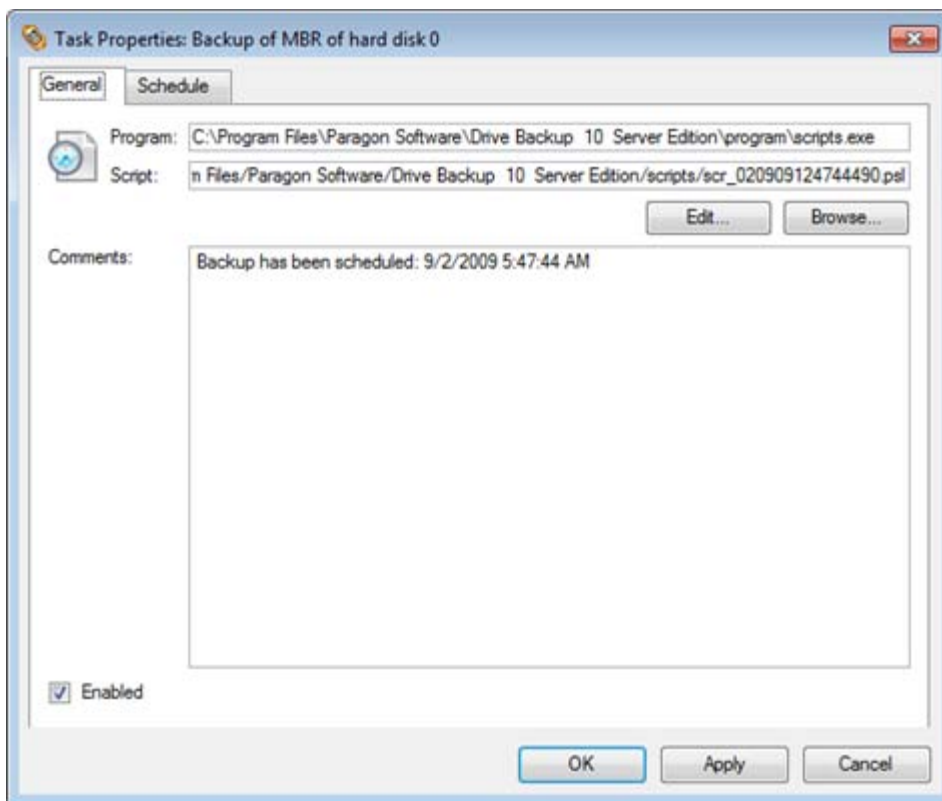 Task Properties: Backup of MBR of hard disk 0
General Schedule
Program: C:\Program Files\Paragon Software\Drive Backup  10  Server Edition\program\scripts.exe
Script: n Files/Paragon Software/Drive Backup  10  Server Edition/scripts/scr_020909124744490.psl
Edit... Browse...
Comments: Backup has been scheduled: 9/2/2009 5:47:44 AM
Enabled
OK Apply Cancel